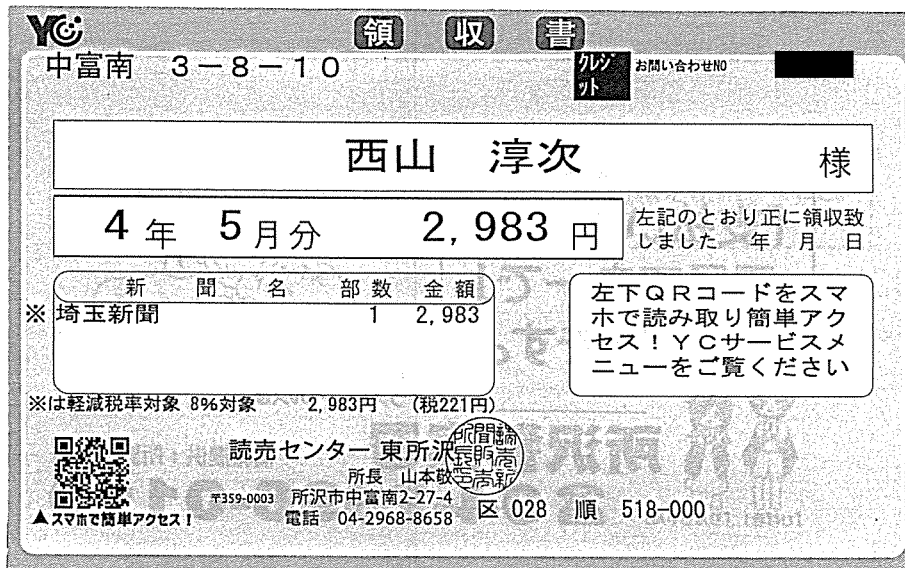 YC 領収書
中富南 3-8-10
クレジット お問い合わせNO
西山 淳次 様
4年 5月分 2,983円
左記のとおり正に領収致
しました 年 月 日
新聞名 部数 金額
※ 埼玉新聞 1 2,983
左下QRコードをスマ
ホで読み取り簡単アク
セス!YCサービスメ
ニューをご覧ください
※は軽減税率対象 8%対象 2,983円 (税221円)
読売センター 東所沢
所長 山本敬
〒359-0003 所沢市中富南2-27-4
電話 04-2968-8658
区 028 順 518-000
▲スマホで簡単アクセス!